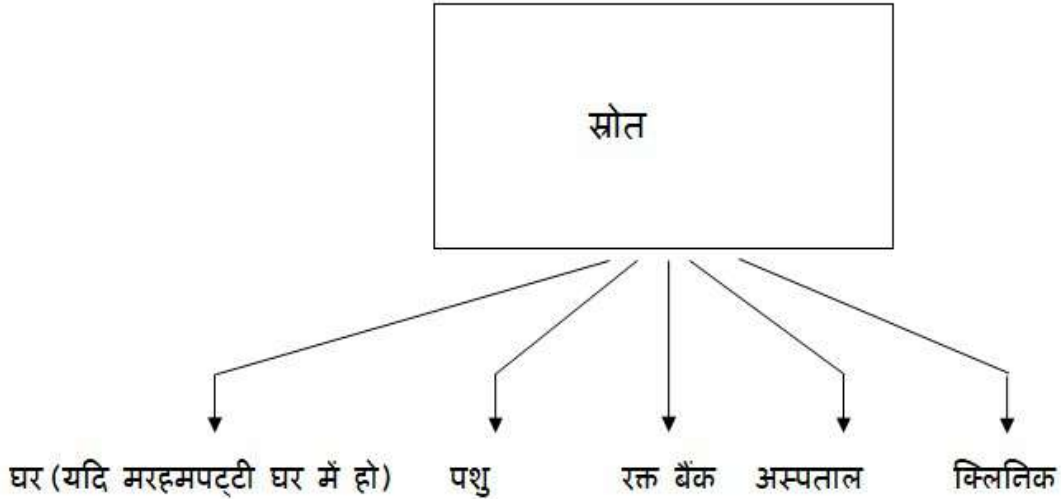 स्रोत
घर (यदि मरहमपट्टी घर में हो) पशु रक्त बैंक अस्पताल क्लिनिक